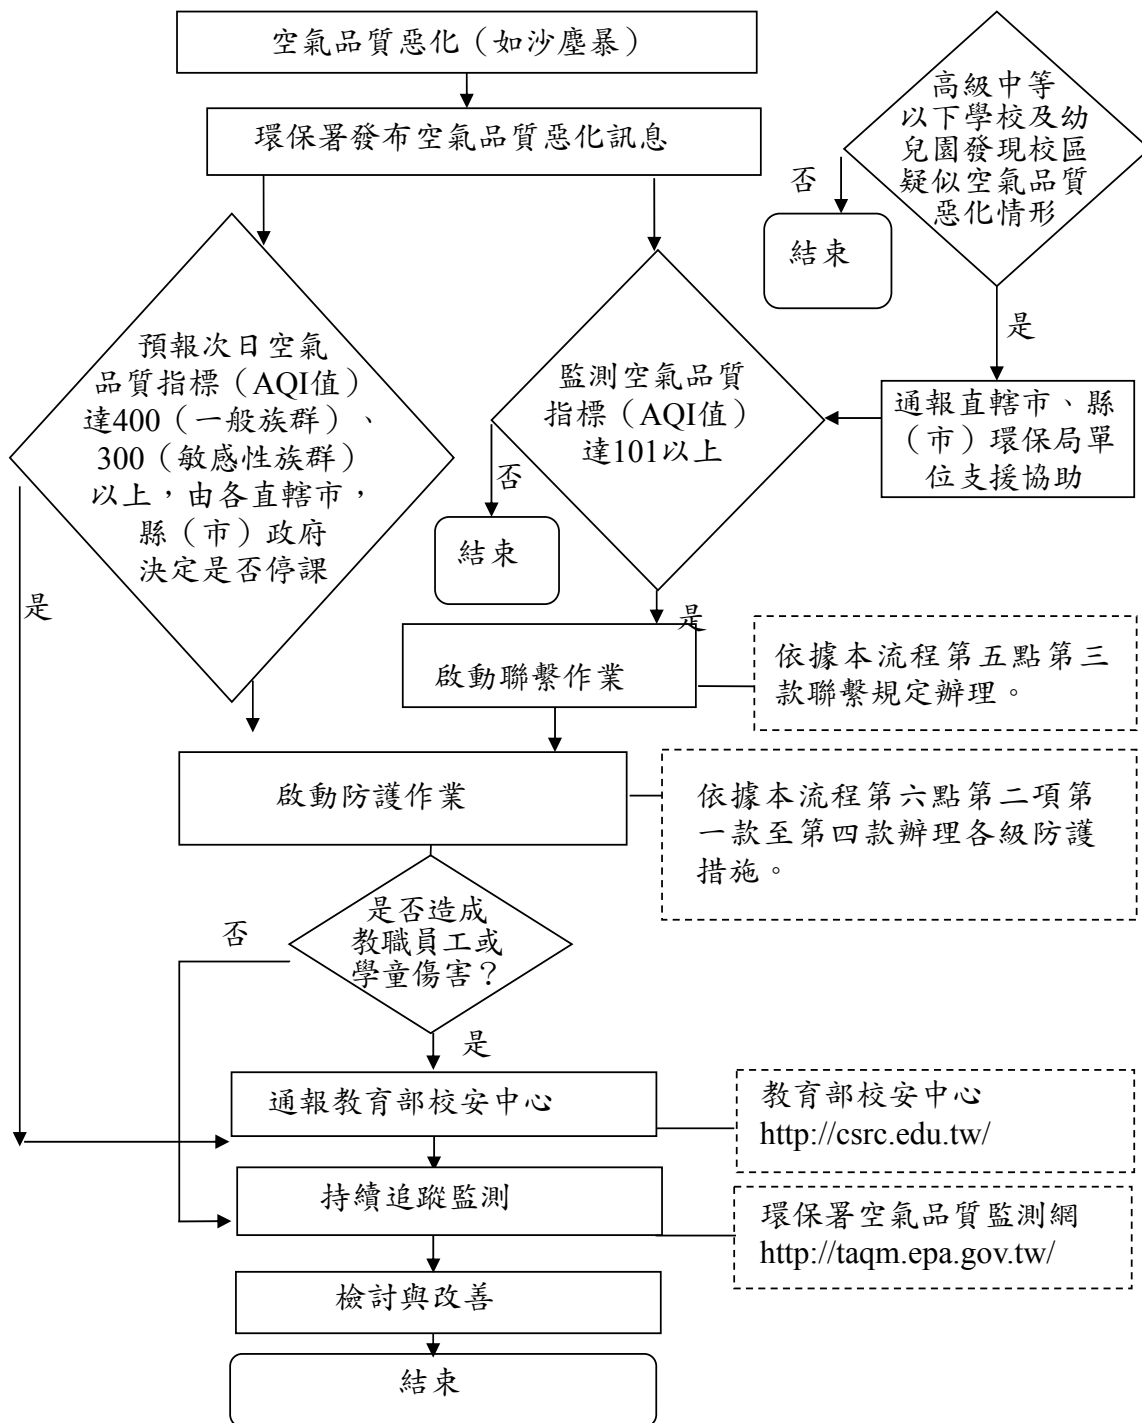 空氣品質惡化（如沙塵暴）
環保署發布空氣品質惡化訊息
高級中等
以下學校及幼
兒園發現校區
疑似空氣品質
惡化情形
否
結束
是
通報直轄市、縣
（市）環保局單
位支援協助
預報次日空氣
品質指標（AQI值）
達400（一般族群）、
300（敏感性族群）
以上，由各直轄市，
縣（市）政府
決定是否停課
是
監測空氣品質
指標（AQI值）
達101以上
否
結束
是
啟動聯繫作業
依據本流程第五點第三
款聯繫規定辦理。
啟動防護作業
依據本流程第六點第二項第
一款至第四款辦理各級防護
措施。
是否造成
教職員工或
學童傷害？
否
是
通報教育部校安中心
教育部校安中心
http://csrc.edu.tw/
持續追蹤監測
環保署空氣品質監測網
http://taqm.epa.gov.tw/
檢討與改善
結束